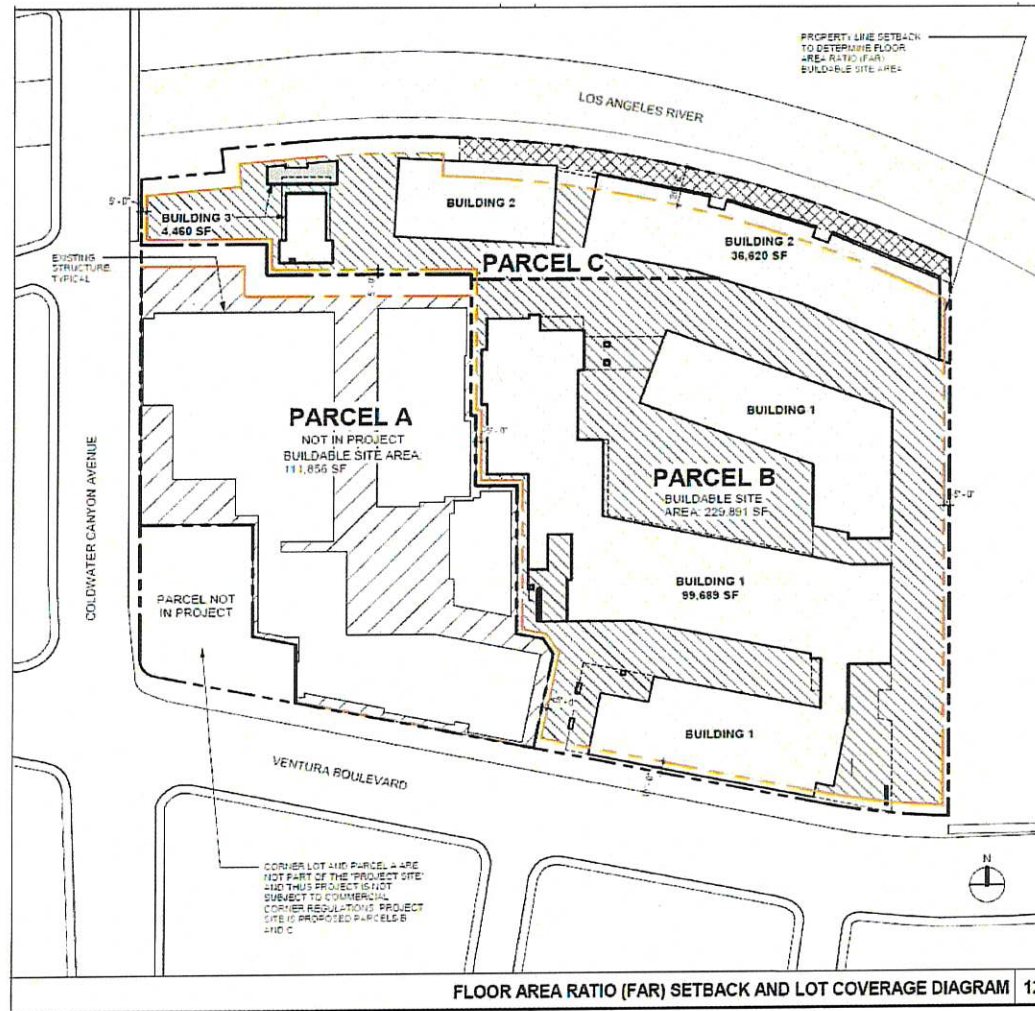 PROPERTY LINE SETBACK
TO DETERMINE FLOOR
AREA RATIO (FAR)
BUILDABLE SITE AREA
LOS ANGELES RIVER
5'-0"
BUILDING 3
4,460 SF
BUILDING 2
BUILDING 2
36,620 SF
EXISTING
STRUCTURE
TYPICAL
PARCEL C
BUILDING 1
PARCEL A
NOT IN PROJECT
BUILDABLE SITE AREA:
111,856 SF
5'-0"
PARCEL B
BUILDABLE SITE
AREA: 229,891 SF
5'-0"
COLDWATER CANYON AVENUE
PARCEL NOT
IN PROJECT
BUILDING 1
99,689 SF
BUILDING 1
VENTURA BOULEVARD
CORNER LOT AND PARCEL A ARE
NOT PART OF THE "PROJECT SITE"
AND THUS PROJECT IS NOT
SUBJECT TO COMMERCIAL
CORNER REGULATIONS. PROJECT
SITE IS PROPOSED PARCELS B
AND C
N
FLOOR AREA RATIO (FAR) SETBACK AND LOT COVERAGE DIAGRAM